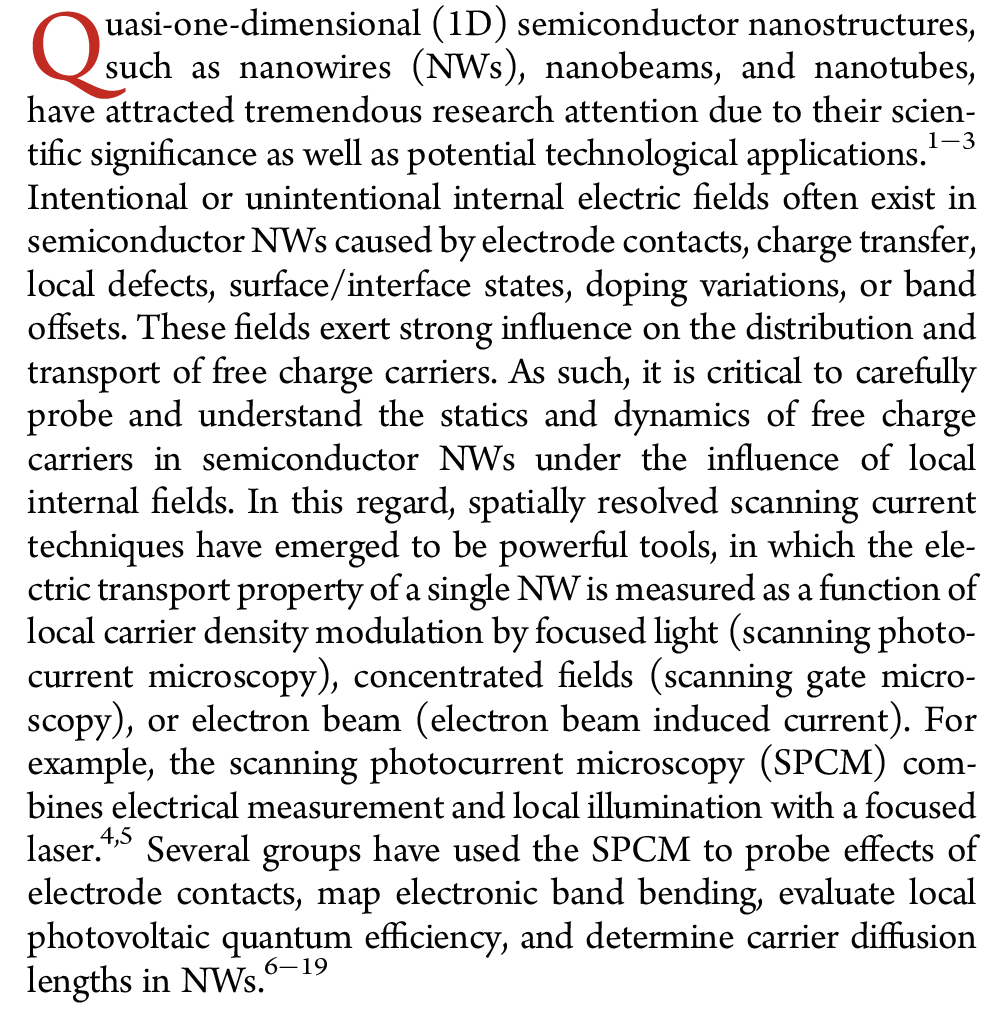 Quasi-one-dimensional (1D) semiconductor nanostructures,
such as nanowires (NWs), nanobeams, and nanotubes,
have attracted tremendous research attention due to their scien-
tific significance as well as potential technological applications.1−3
Intentional or unintentional internal electric fields often exist in
semiconductor NWs caused by electrode contacts, charge transfer,
local defects, surface/interface states, doping variations, or band
offsets. These fields exert strong influence on the distribution and
transport of free charge carriers. As such, it is critical to carefully
probe and understand the statics and dynamics of free charge
carriers in semiconductor NWs under the influence of local
internal fields. In this regard, spatially resolved scanning current
techniques have emerged to be powerful tools, in which the ele-
ctric transport property of a single NW is measured as a function of
local carrier density modulation by focused light (scanning photo-
current microscopy), concentrated fields (scanning gate micro-
scopy), or electron beam (electron beam induced current). For
example, the scanning photocurrent microscopy (SPCM) com-
bines electrical measurement and local illumination with a focused
laser.4,5 Several groups have used the SPCM to probe effects of
electrode contacts, map electronic band bending, evaluate local
photovoltaic quantum efficiency, and determine carrier diffusion
lengths in NWs.6−19